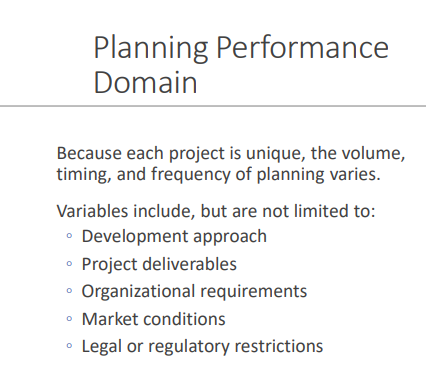 Planning Performance
Domain
Because each project is unique, the volume,
timing, and frequency of planning varies.
Variables include, but are not limited to:
◦ Development approach
◦ Project deliverables
◦ Organizational requirements
◦ Market conditions
◦ Legal or regulatory restrictions